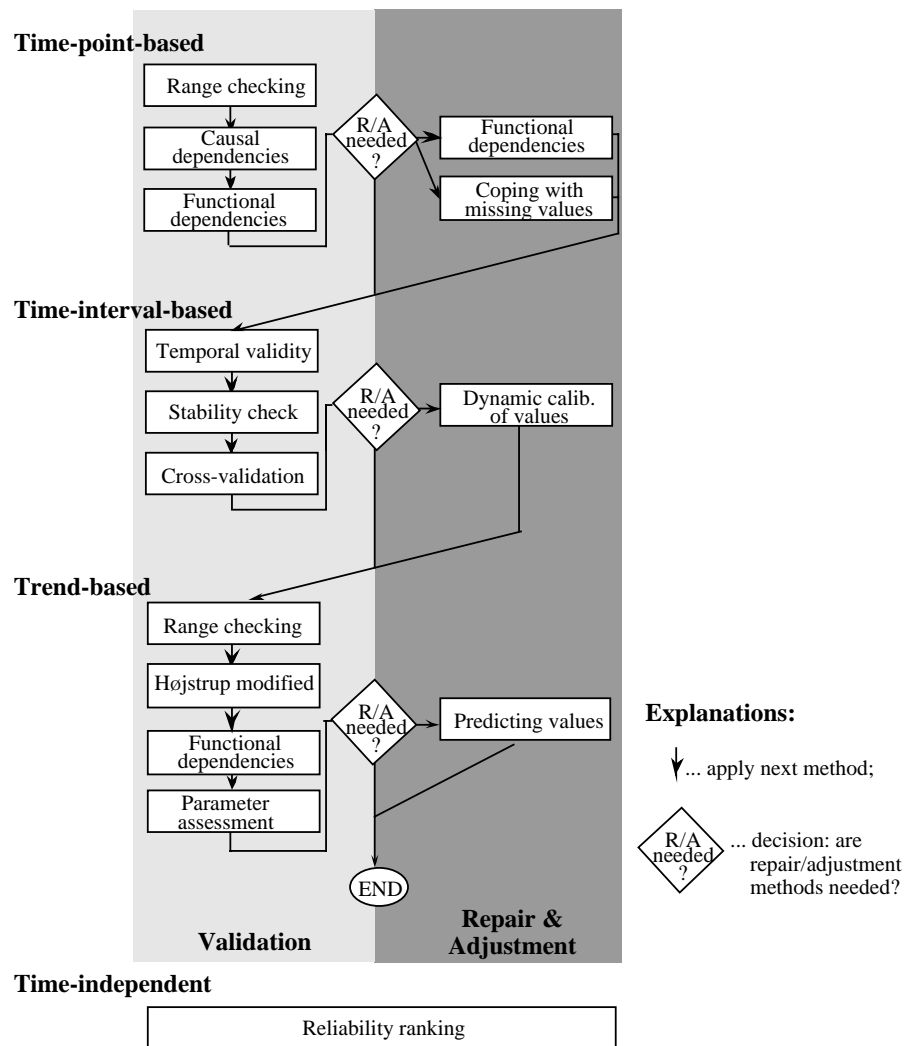 Time-point-based
Range checking
Causal
dependencies
Functional
dependencies
R/A
needed
?
Functional
dependencies
Coping with
missing values
Time-interval-based
Temporal validity
Stability check
Cross-validation
R/A
needed
?
Dynamic calib.
of values
Trend-based
Range checking
Højstrup modified
Functional
dependencies
Parameter
assessment
R/A
needed
?
Predicting values
END
Validation
Repair &
Adjustment
Explanations:
... apply next method;
R/A
needed
?
... decision: are
repair/adjustment
methods needed?
Time-independent
Reliability ranking